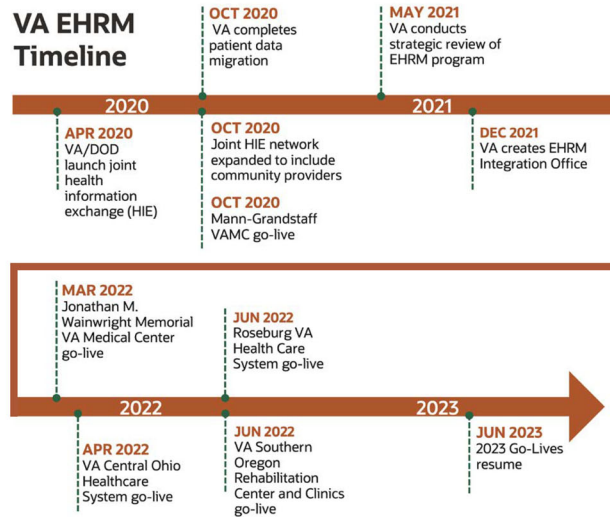 VA EHRM
Timeline
OCT 2020
VA completes
patient data
migration
MAY 2021
VA conducts
strategic review of
EHRM program
2020
2021
APR 2020
VA/DOD
launch joint
health
information
exchange (HIE)
OCT 2020
Joint HIE network
expanded to include
community providers
OCT 2020
Mann-Grandstaff
VAMC go-live
DEC 2021
VA creates EHRM
Integration Office
MAR 2022
Jonathan M.
Wainwright Memorial
VA Medical Center
go-live
JUN 2022
Roseburg VA
Health Care
System go-live
2022
2023
APR 2022
VA Central Ohio
Healthcare
System go-live
JUN 2022
VA Southern
Oregon
Rehabilitation
Center and Clinics
go-live
JUN 2023
2023 Go-Lives
resume